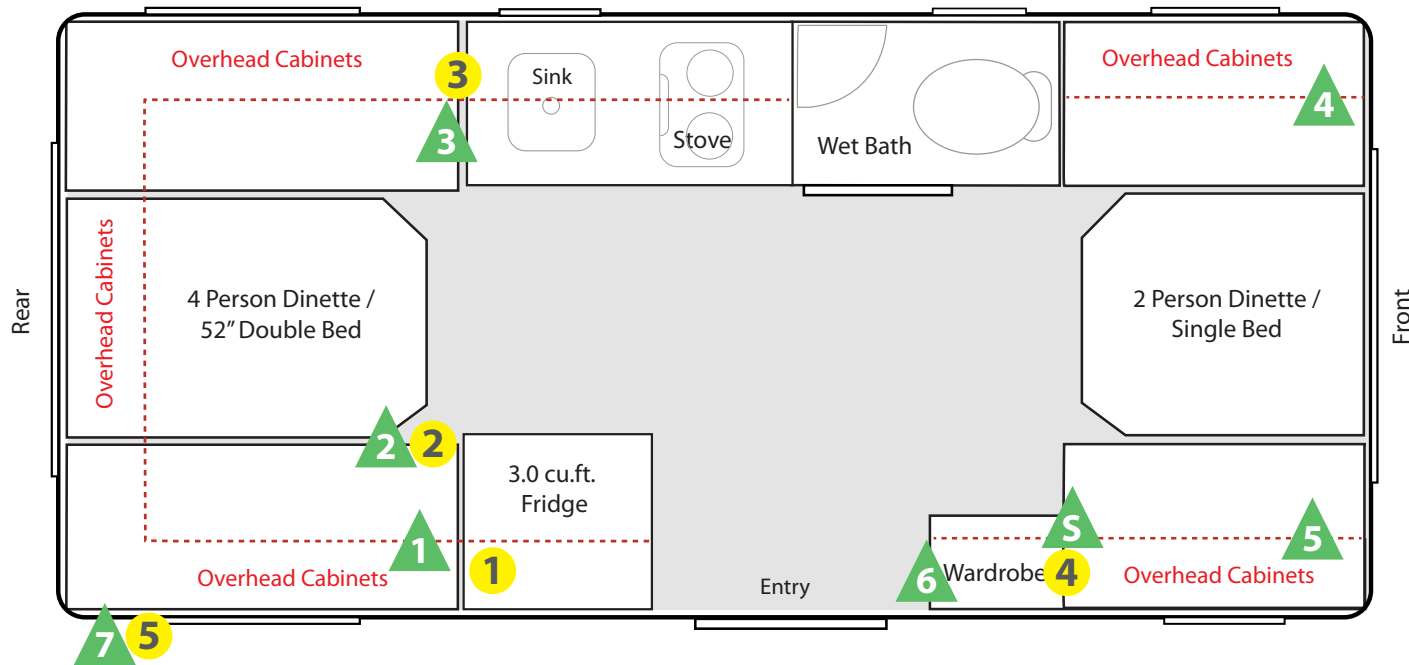 Overhead Cabinets
3
3
Sink
Stove
Wet Bath
Overhead Cabinets
4
Rear
Overhead Cabinets
4 Person Dinette /
52” Double Bed
2 Person Dinette /
Single Bed
Front
2
2
3.0 cu.ft.
Fridge
1
1
Overhead Cabinets
Entry
6
Wardrobe
S
4
5
Overhead Cabinets
7
5